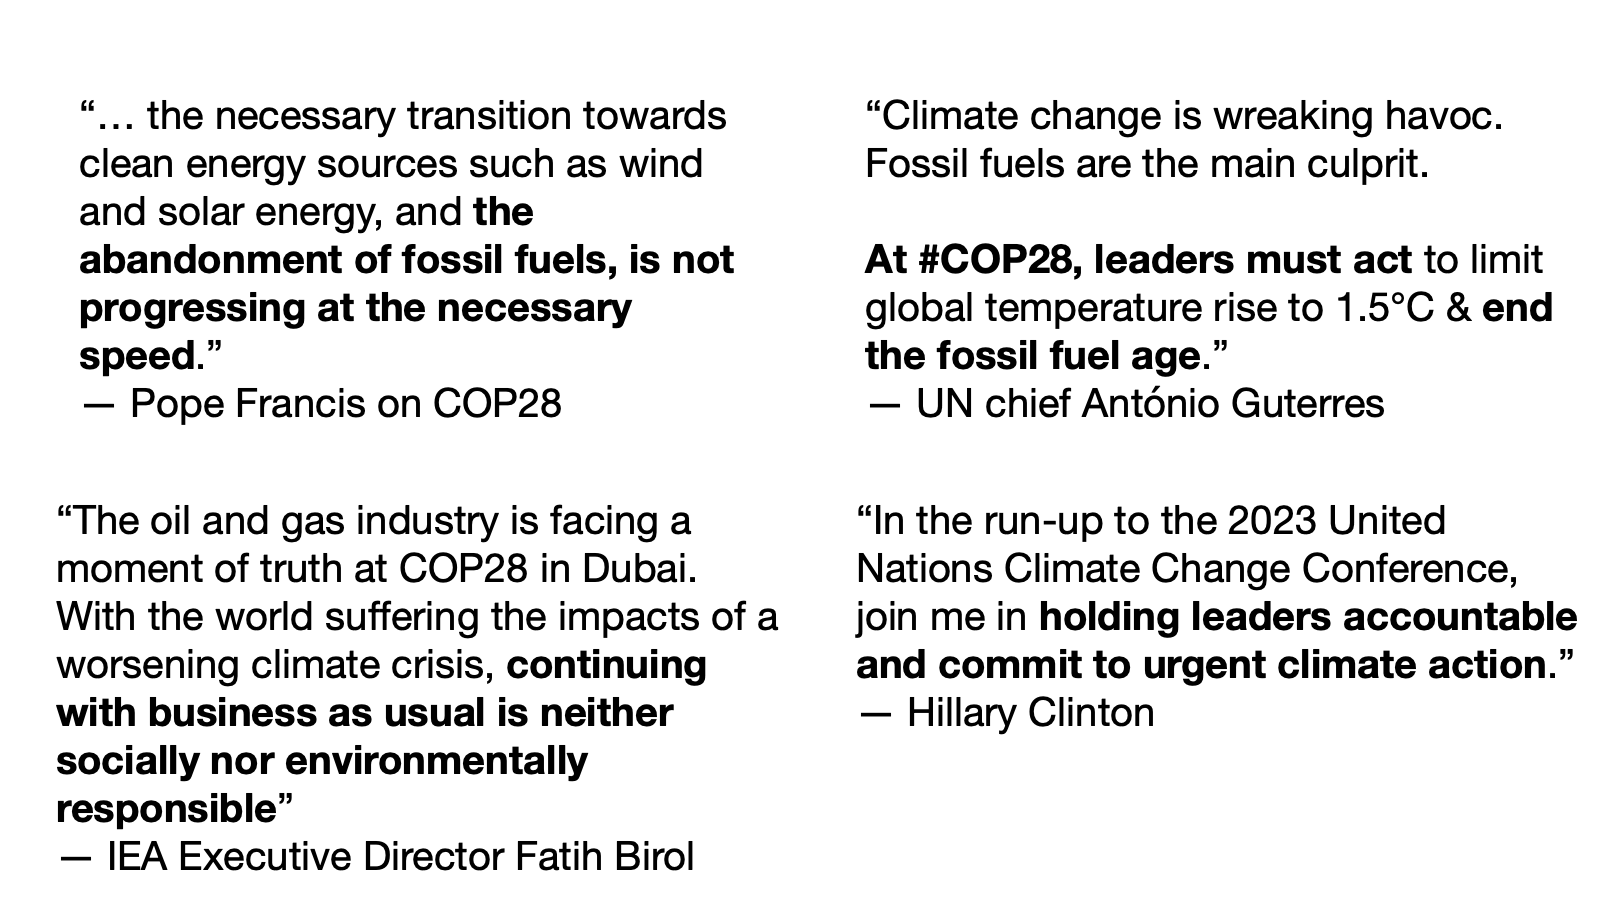 “… the necessary transition towards
clean energy sources such as wind
and solar energy, and the
abandonment of fossil fuels, is not
progressing at the necessary
speed.”
— Pope Francis on COP28
“Climate change is wreaking havoc.
Fossil fuels are the main culprit.
At #COP28, leaders must act to limit
global temperature rise to 1.5°C & end
the fossil fuel age.”
— UN chief António Guterres
“The oil and gas industry is facing a
moment of truth at COP28 in Dubai.
With the world suffering the impacts of a
worsening climate crisis, continuing
with business as usual is neither
socially nor environmentally
responsible”
— IEA Executive Director Fatih Birol
“In the run-up to the 2023 United
Nations Climate Change Conference,
join me in holding leaders accountable
and commit to urgent climate action.”
— Hillary Clinton